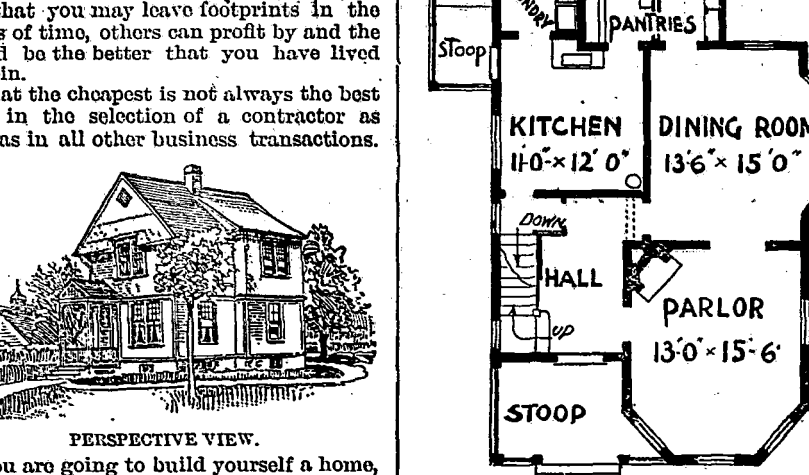 that you may leave footprints in the
s of time, others can profit by and the
d be the better that you have lived
in.
at the cheapest is not always the best
in the selection of a contractor as
as in all other business transactions.
PERSPECTIVE VIEW.
ou are going to build yourself a home,
NDRY
PANTRIES
STOOP
KITCHEN
11'-0" × 12' 0"
DINING ROOM
13'6" × 15'0"
DOWN
HALL
UP
PARLOR
13'0" × 15'-6"
STOOP